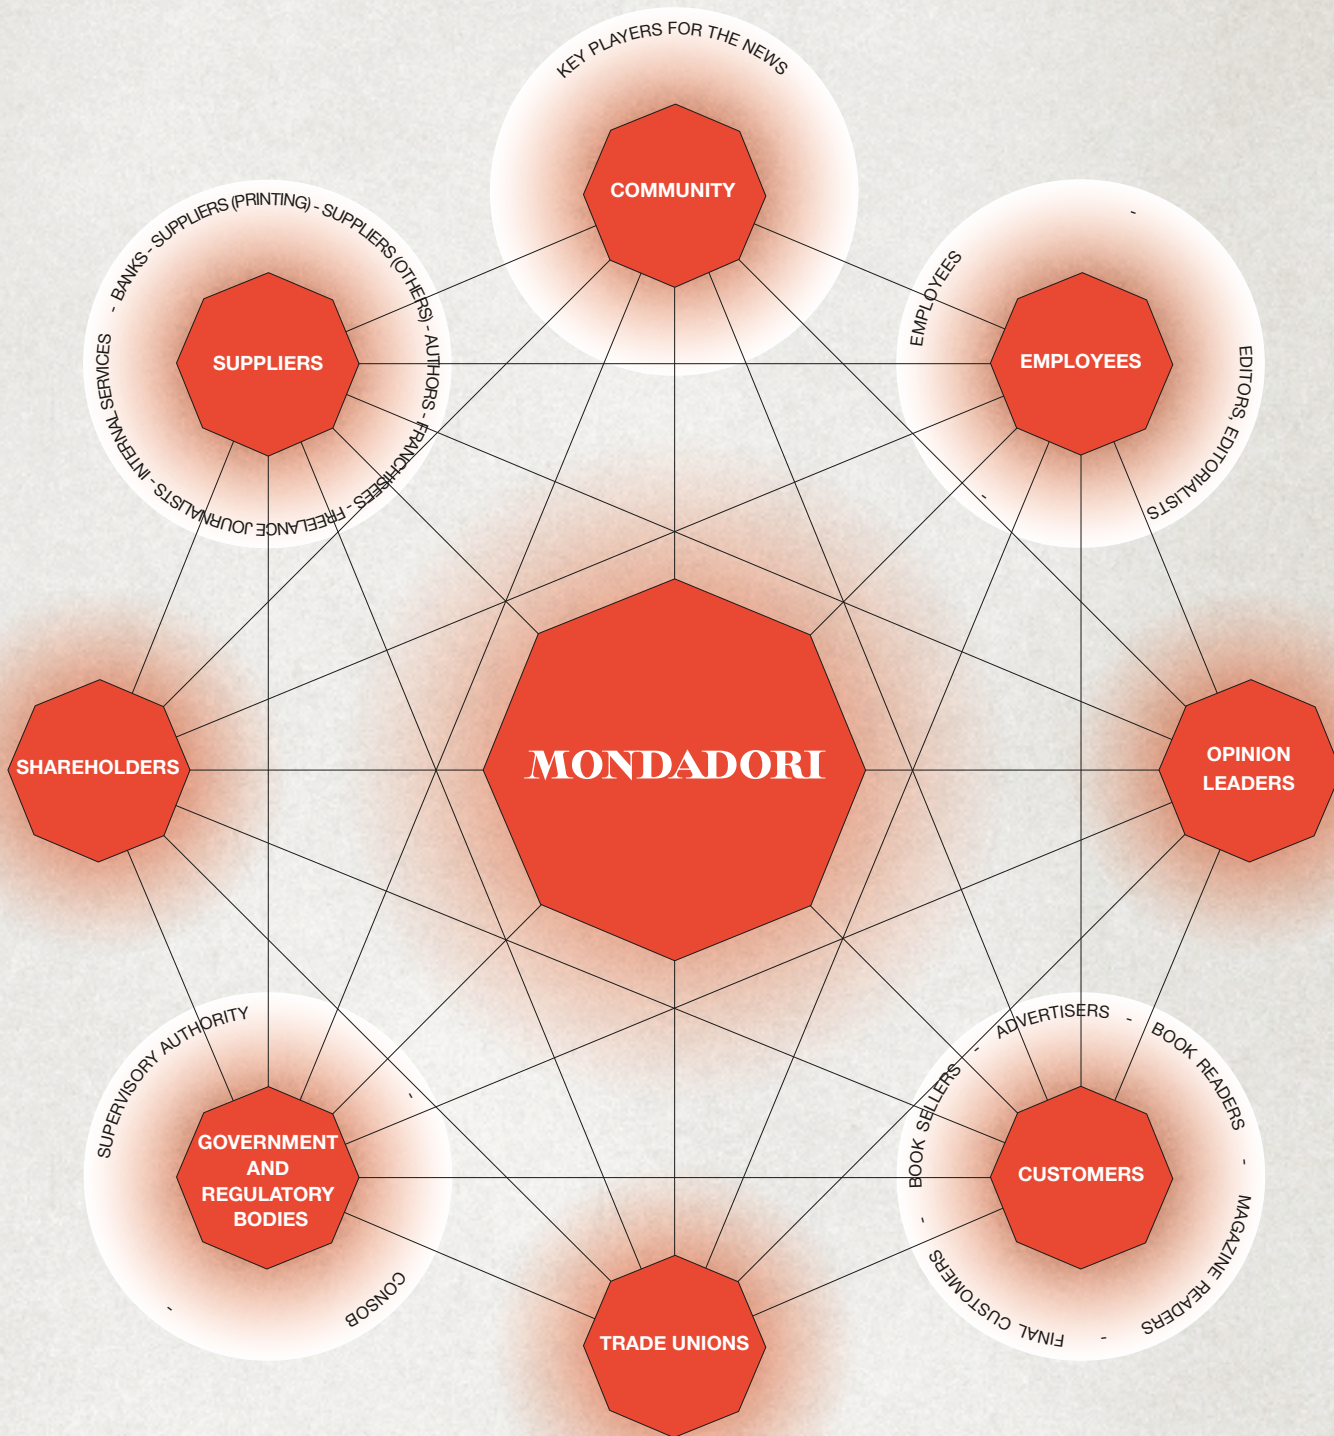 KEY PLAYERS FOR THE NEWS
COMMUNITY
- BANKS - SUPPLIERS (PRINTING) - SUPPLIERS (OTHERS) - AUTHORS - FRANCHISEES - FREELANCE JOURNALISTS - INTERNAL SERVICES
SUPPLIERS
EMPLOYEES - EDITORS, EDITORIALISTS -
EMPLOYEES
SHAREHOLDERS
MONDADORI
OPINION
LEADERS
SUPERVISORY AUTHORITY - CONSOB -
GOVERNMENT
AND
REGULATORY
BODIES
BOOK SELLERS - ADVERTISERS - BOOK READERS - MAGAZINE READERS - FINAL CUSTOMERS -
CUSTOMERS
TRADE UNIONS